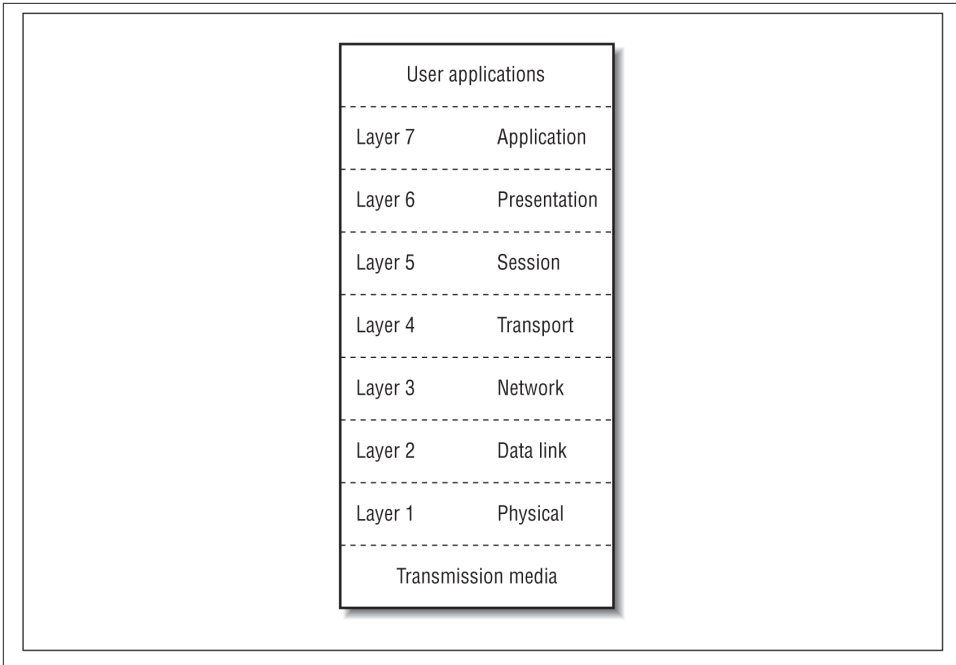 User applications
Layer 7 Application
Layer 6 Presentation
Layer 5 Session
Layer 4 Transport
Layer 3 Network
Layer 2 Data link
Layer 1 Physical
Transmission media